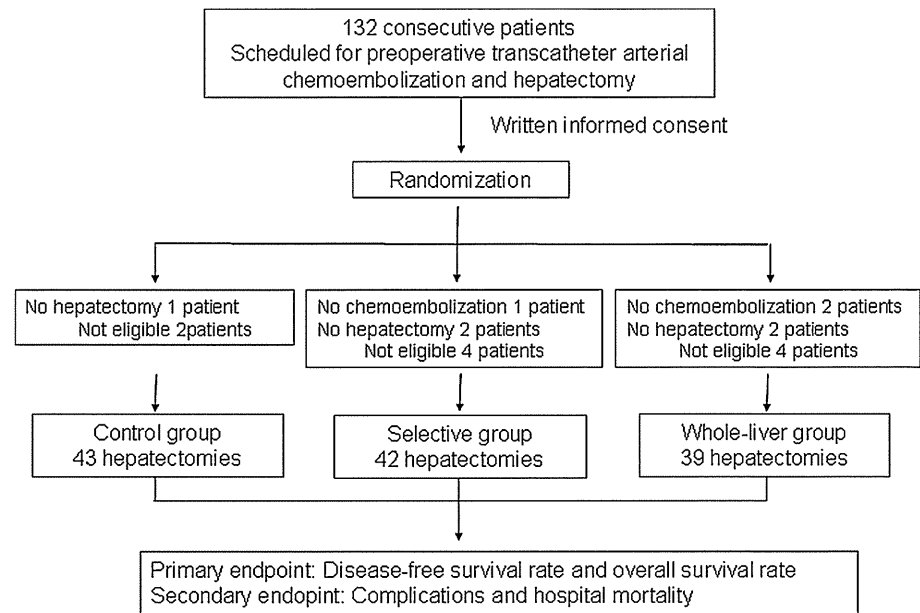 132 consecutive patients
Scheduled for preoperative transcatheter arterial
chemoembolization and hepatectomy
Written informed consent
Randomization
No hepatectomy 1 patient
Not eligible 2patients
No chemoembolization 1 patient
No hepatectomy 2 patients
Not eligible 4 patients
No chemoembolization 2 patients
No hepatectomy 2 patients
Not eligible 4 patients
Control group
43 hepatectomies
Selective group
42 hepatectomies
Whole-liver group
39 hepatectomies
Primary endpoint: Disease-free survival rate and overall survival rate
Secondary endopint: Complications and hospital mortality